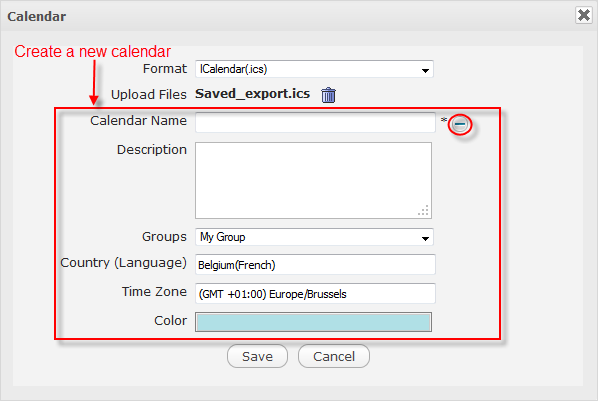 Calendar
Create a new calendar
Format ICalendar(.ics)
Upload Files Saved_export.ics
Calendar Name *
Description
Groups My Group
Country (Language) Belgium(French)
Time Zone (GMT +01:00) Europe/Brussels
Color
Save Cancel